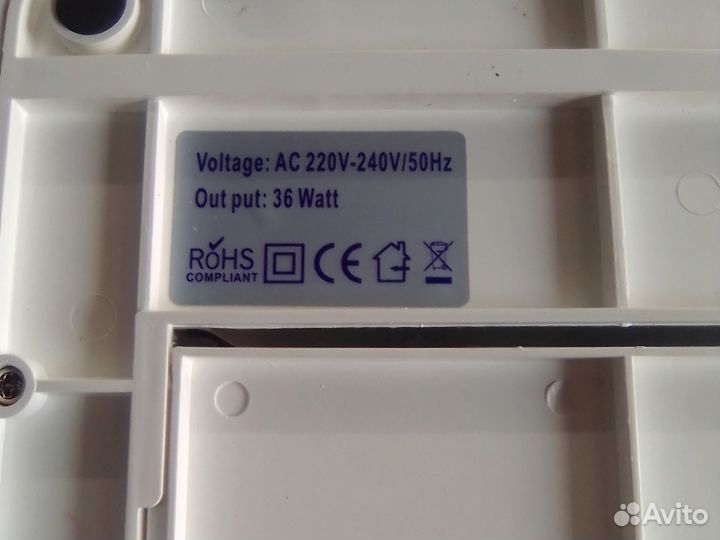 Voltage: AC 220V-240V/50Hz
Out put: 36 Watt
RoHS
COMPLIANT
CE
Avito